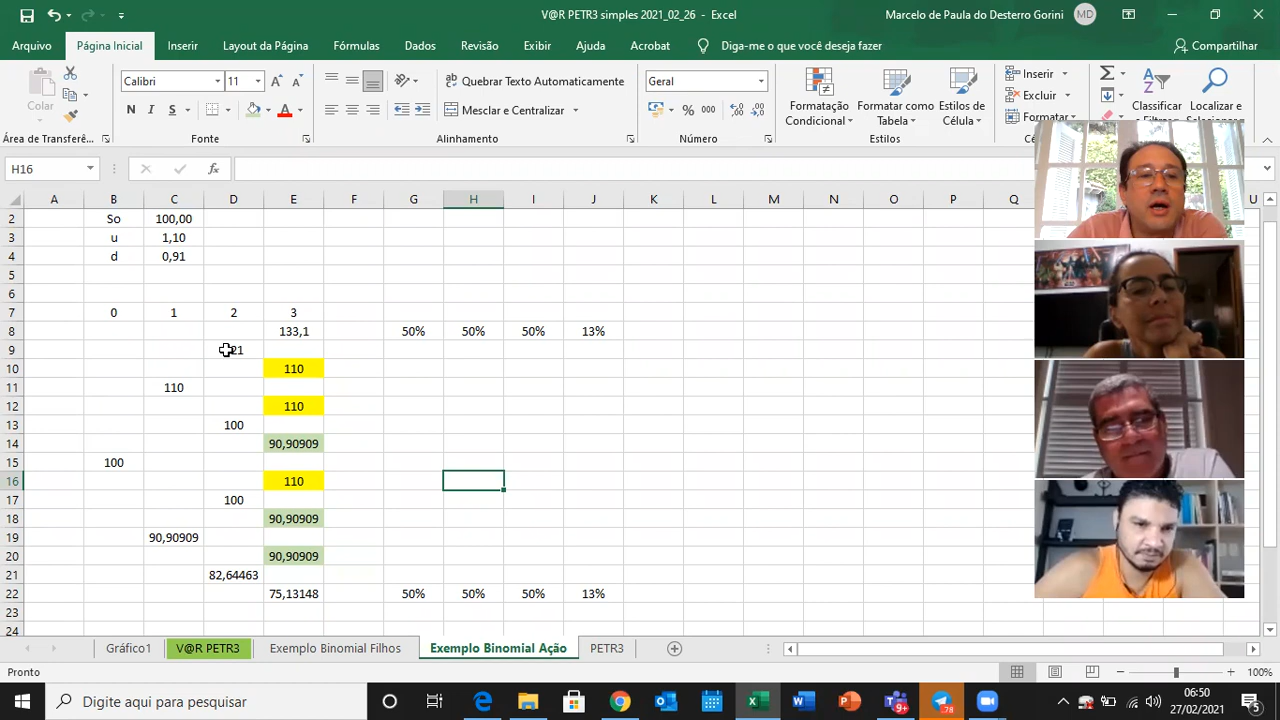 V@R PETR3 simples 2021_02_26 - Excel
Marcelo de Paula do Desterro Gorini
MD
Arquivo
Página Inicial
Inserir
Layout da Página
Fórmulas
Dados
Revisão
Exibir
Ajuda
Acrobat
Diga-me o que você deseja fazer
Compartilhar
Colar
Calibri
11
Quebrar Texto Automaticamente
Geral
Formatação Condicional
Formatar como Tabela
Estilos de Célula
Inserir
Excluir
Formatar
Classificar
Localizar e
N I S
Mesclar e Centralizar
% 000
Selecionar
Área de Transferê...
Fonte
Alinhamento
Número
Estilos
H16
fx
A B C D E F G H I J K L M N O P Q U
2 So 100,00
3 u 1,10
4 d 0,91
5
6
7 0 1 2 3
8 133,1 50% 50% 50% 13%
9 21
10 110
11 110
12 110
13 100
14 90,90909
15 100
16 110
17 100
18 90,90909
19 90,90909
20 90,90909
21 82,64463
22 75,13148 50% 50% 50% 13%
23
24
Gráfico1
V@R PETR3
Exemplo Binomial Filhos
Exemplo Binomial Ação
PETR3
Pronto
100%
Digite aqui para pesquisar
9+
78
06:50
27/02/2021
5